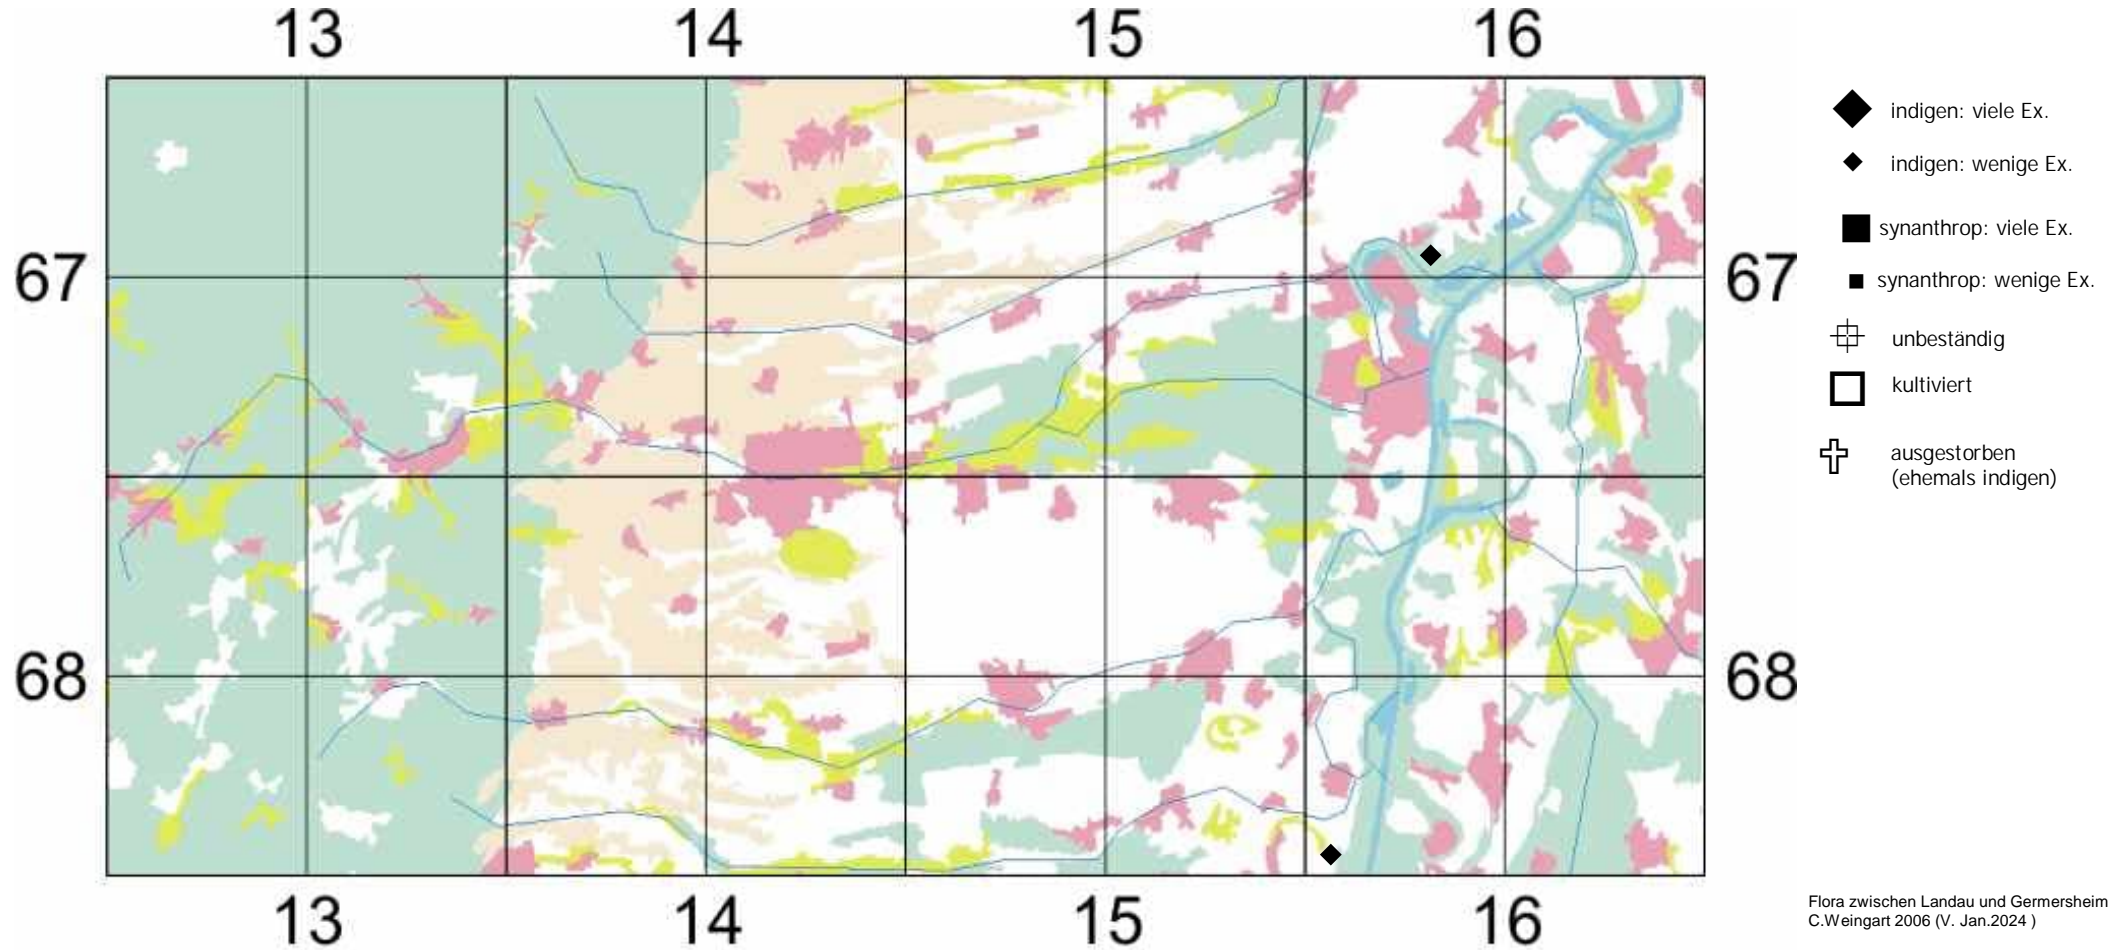 13 14 15 16
67 67
68 68
13 14 15 16
indigen: viele Ex.
indigen: wenige Ex.
synanthrop: viele Ex.
synanthrop: wenige Ex.
unbeständig
kultiviert
ausgestorben
(ehemals indigen)
Flora zwischen Landau und Germersheim
C.Weingart 2006 (V. Jan.2024 )